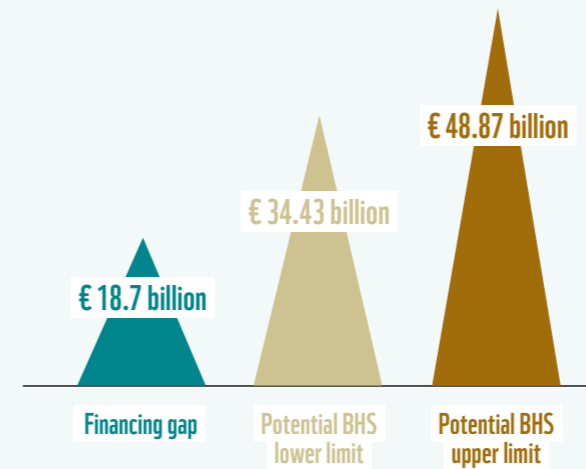 € 48.87 billion
€ 34.43 billion
€ 18.7 billion
Financing gap
Potential BHS
lower limit
Potential BHS
upper limit